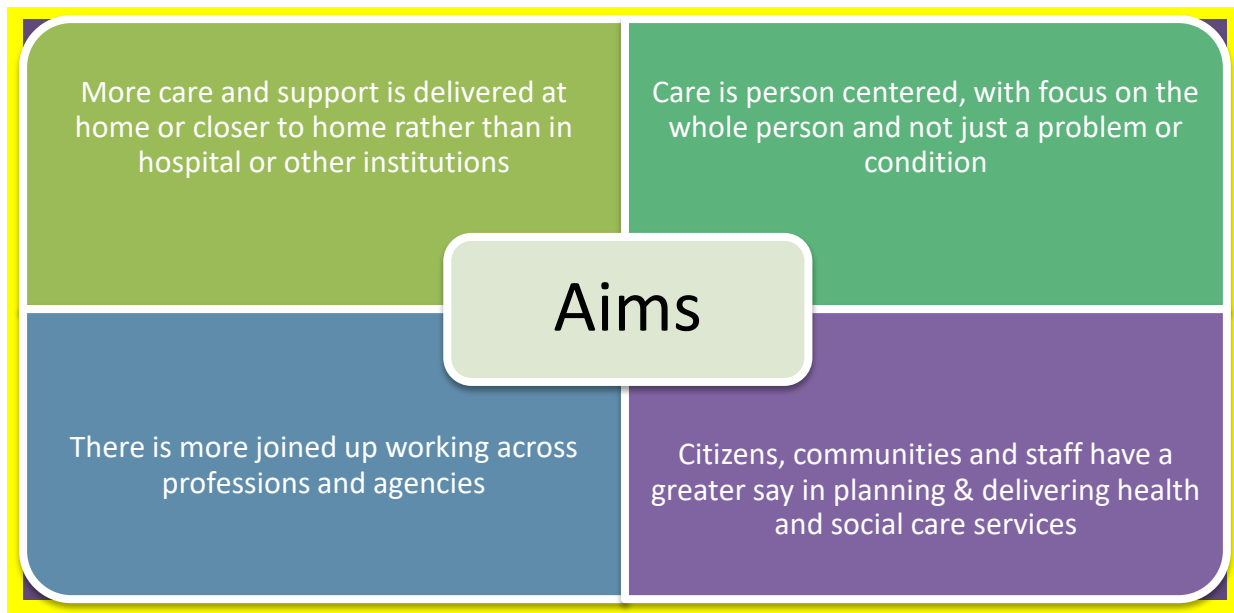 More care and support is delivered at
home or closer to home rather than in
hospital or other institutions
Care is person centered, with focus on the
whole person and not just a problem or
condition
Aims
There is more joined up working across
professions and agencies
Citizens, communities and staff have a
greater say in planning & delivering health
and social care services